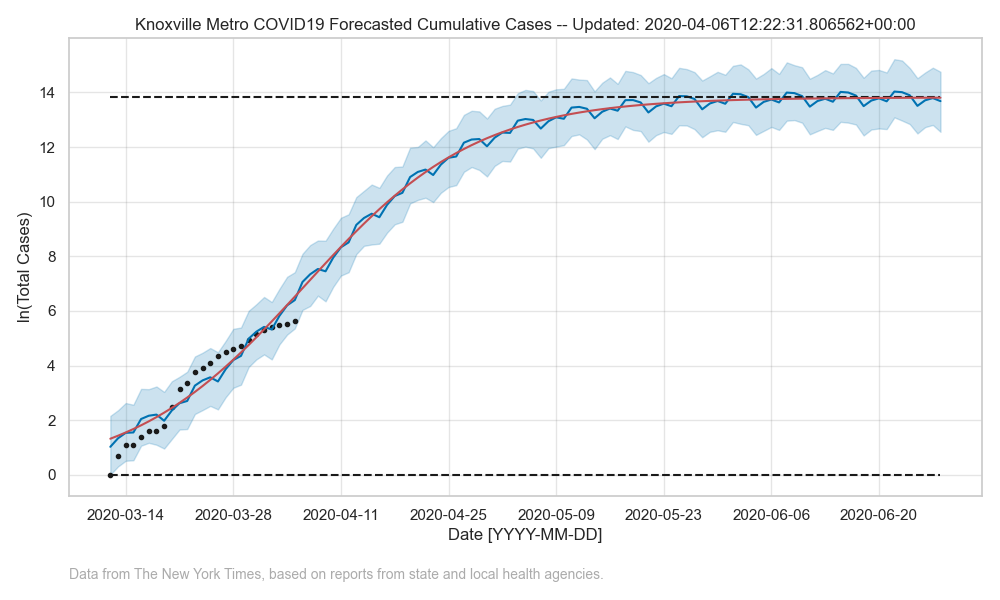 Knoxville Metro COVID19 Forecasted Cumulative Cases -- Updated: 2020-04-06T12:22:31.806562+00:00
ln(Total Cases)
14
12
10
8
6
4
2
0
2020-03-14 2020-03-28 2020-04-11 2020-04-25 2020-05-09 2020-05-23 2020-06-06 2020-06-20
Date [YYYY-MM-DD]
Data from The New York Times, based on reports from state and local health agencies.